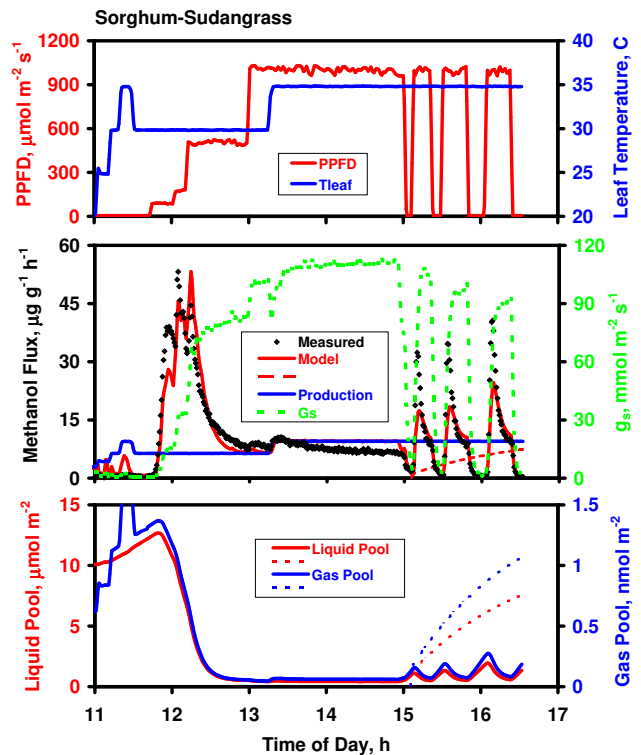 Sorghum-Sudangrass
1200
900
600
300
0
PPFD, µmol m⁻² s⁻¹
PPFD
Tleaf
40
35
30
25
20
Leaf Temperature, C
60
45
30
15
0
Methanol Flux, µg g⁻¹ h⁻¹
Measured
Model
Production
Gs
120
90
60
30
0
gₛ, mmol m⁻² s⁻¹
15
10
5
0
Liquid Pool, µmol m⁻²
Liquid Pool
Gas Pool
1.5
1
0.5
0
Gas Pool, nmol m⁻²
11 12 13 14 15 16 17
Time of Day, h